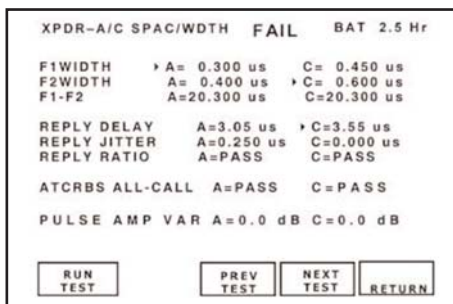 XPDR-A/C SPAC/WDTH FAIL BAT 2.5 Hr
F1WIDTH ▸ A= 0.300 us C= 0.450 us
F2WIDTH A= 0.400 us ▸ C= 0.600 us
F1-F2 A=20.300 us C=20.300 us
REPLY DELAY A=3.05 us ▸ C=3.55 us
REPLY JITTER A=0.250 us C=0.000 us
REPLY RATIO A=PASS C=PASS
ATCRBS ALL-CALL A=PASS C=PASS
PULSE AMP VAR A=0.0 dB C=0.0 dB
RUN TEST PREV TEST NEXT TEST RETURN